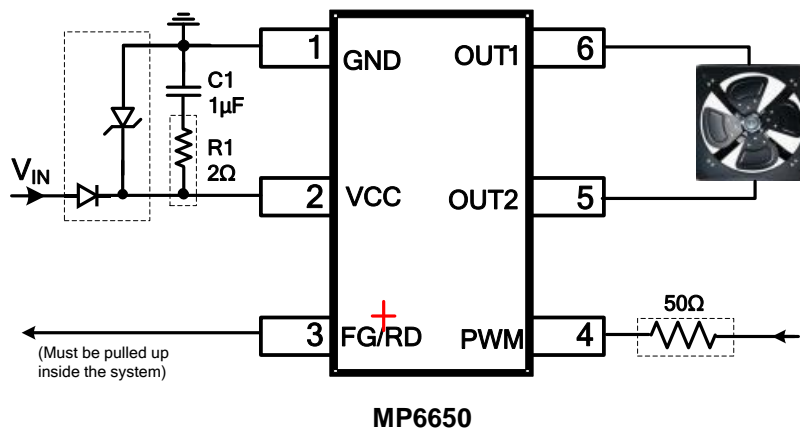 1
GND
OUT1
6
C1
1µF
R1
2Ω
VIN
2
VCC
OUT2
5
50Ω
3
FG/RD
PWM
4
(Must be pulled up
inside the system)
MP6650